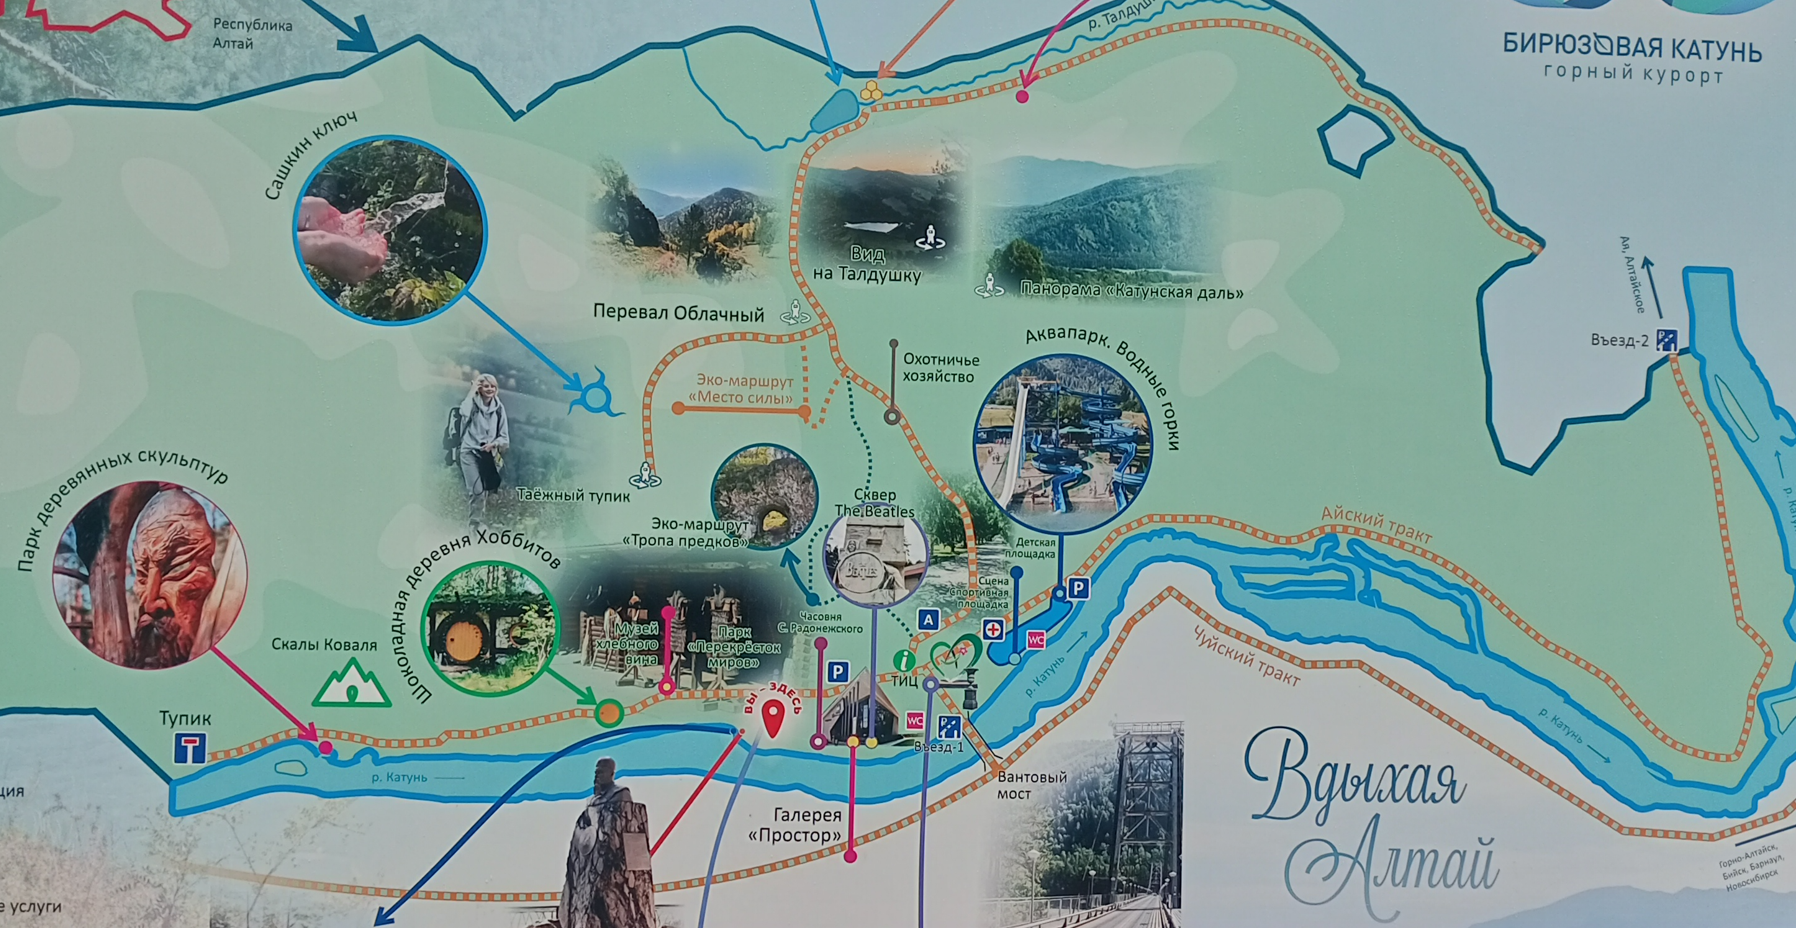 Республика
Алтай
р. Талдушка
БИРЮЗОВАЯ КАТУНЬ
горный курорт
Сашкин ключ
Вид
на Талдушку
Панорама «Катунская даль»
Перевал Облачный
Ая, Алтайское
Въезд-2
Аквапарк. Водные горки
Охотничье
хозяйство
Эко-маршрут
«Место силы»
Парк деревянных скульптур
Таёжный тупик
Эко-маршрут
«Тропа предков»
Сквер
The Beatles
BEATLES
Айский тракт
Детская
площадка
Сцена
Спортивная
площадка
P
A
WC
Шоколадная деревня Хоббитов
Скалы Коваля
Музей
хлебного
вина
Парк
«Перекрёсток
миров»
Часовня
С. Радонежского
P
i
ТИЦ
р. Катунь
Чуйский тракт
ВЫ - ЗДЕСЬ
Тупик
WC
Въезд-1
р. Катунь
р. Катунь
Вантовый
мост
Галерея
«Простор»
Вдыхая
Алтай
Горно-Алтайск,
Бийск, Барнаул,
Новосибирск
е услуги